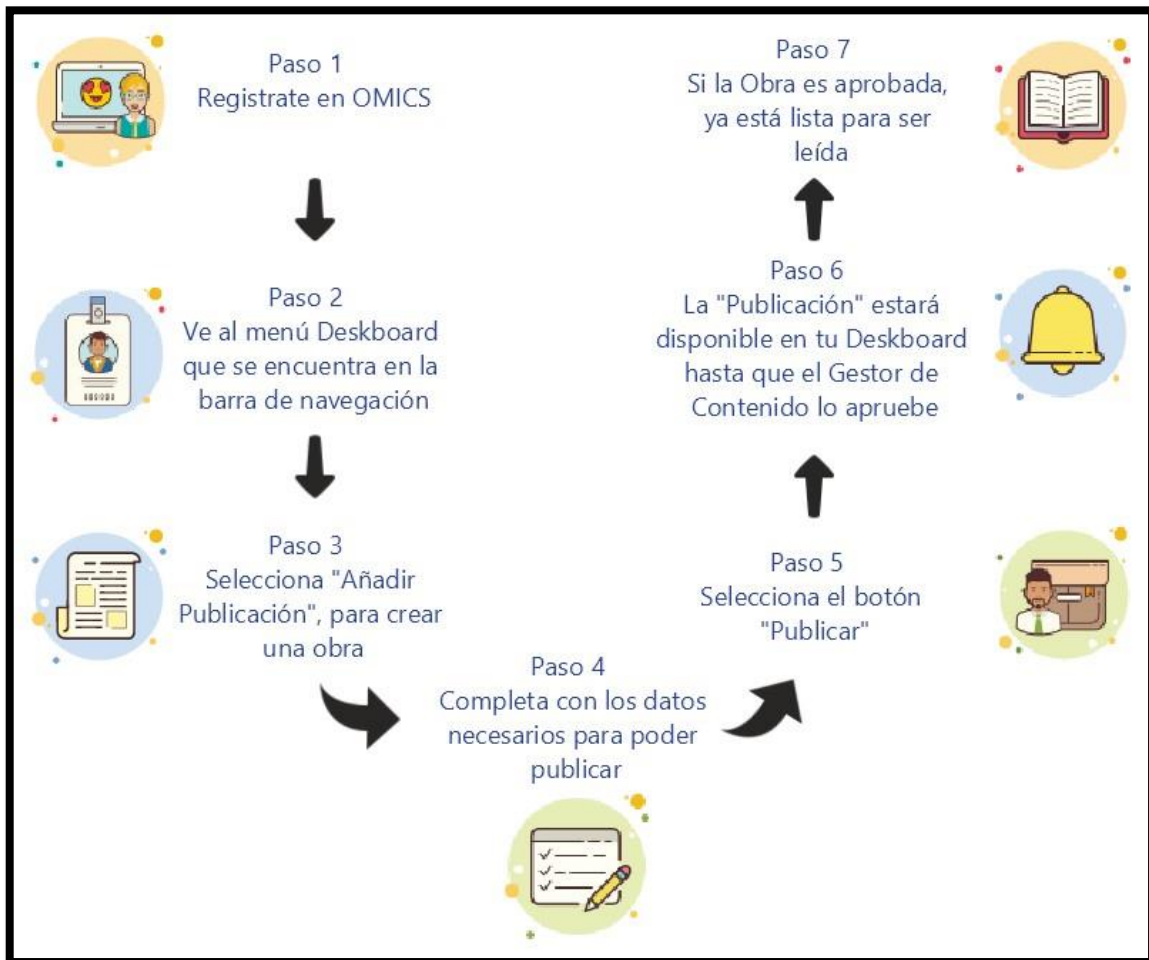 Paso 1
Registrate en OMICS
Paso 2
Ve al menú Deskboard
que se encuentra en la
barra de navegación
Paso 3
Selecciona "Añadir
Publicación", para crear
una obra
Paso 4
Completa con los datos
necesarios para poder
publicar
Paso 5
Selecciona el botón
"Publicar"
Paso 6
La "Publicación" estará
disponible en tu Deskboard
hasta que el Gestor de
Contenido lo apruebe
Paso 7
Si la Obra es aprobada,
ya está lista para ser
leída